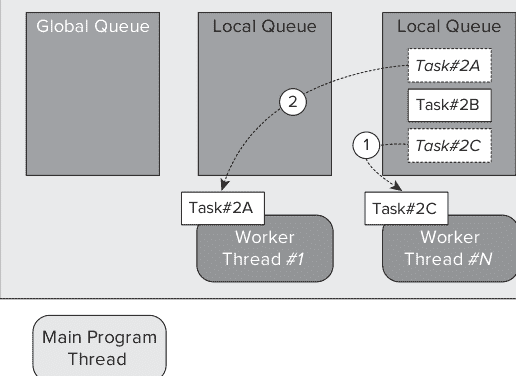 Global Queue
Local Queue
Local Queue
Task#2A
Task#2B
Task#2C
2
1
Task#2A
Task#2C
Worker
Thread #1
Worker
Thread #N
Main Program
Thread